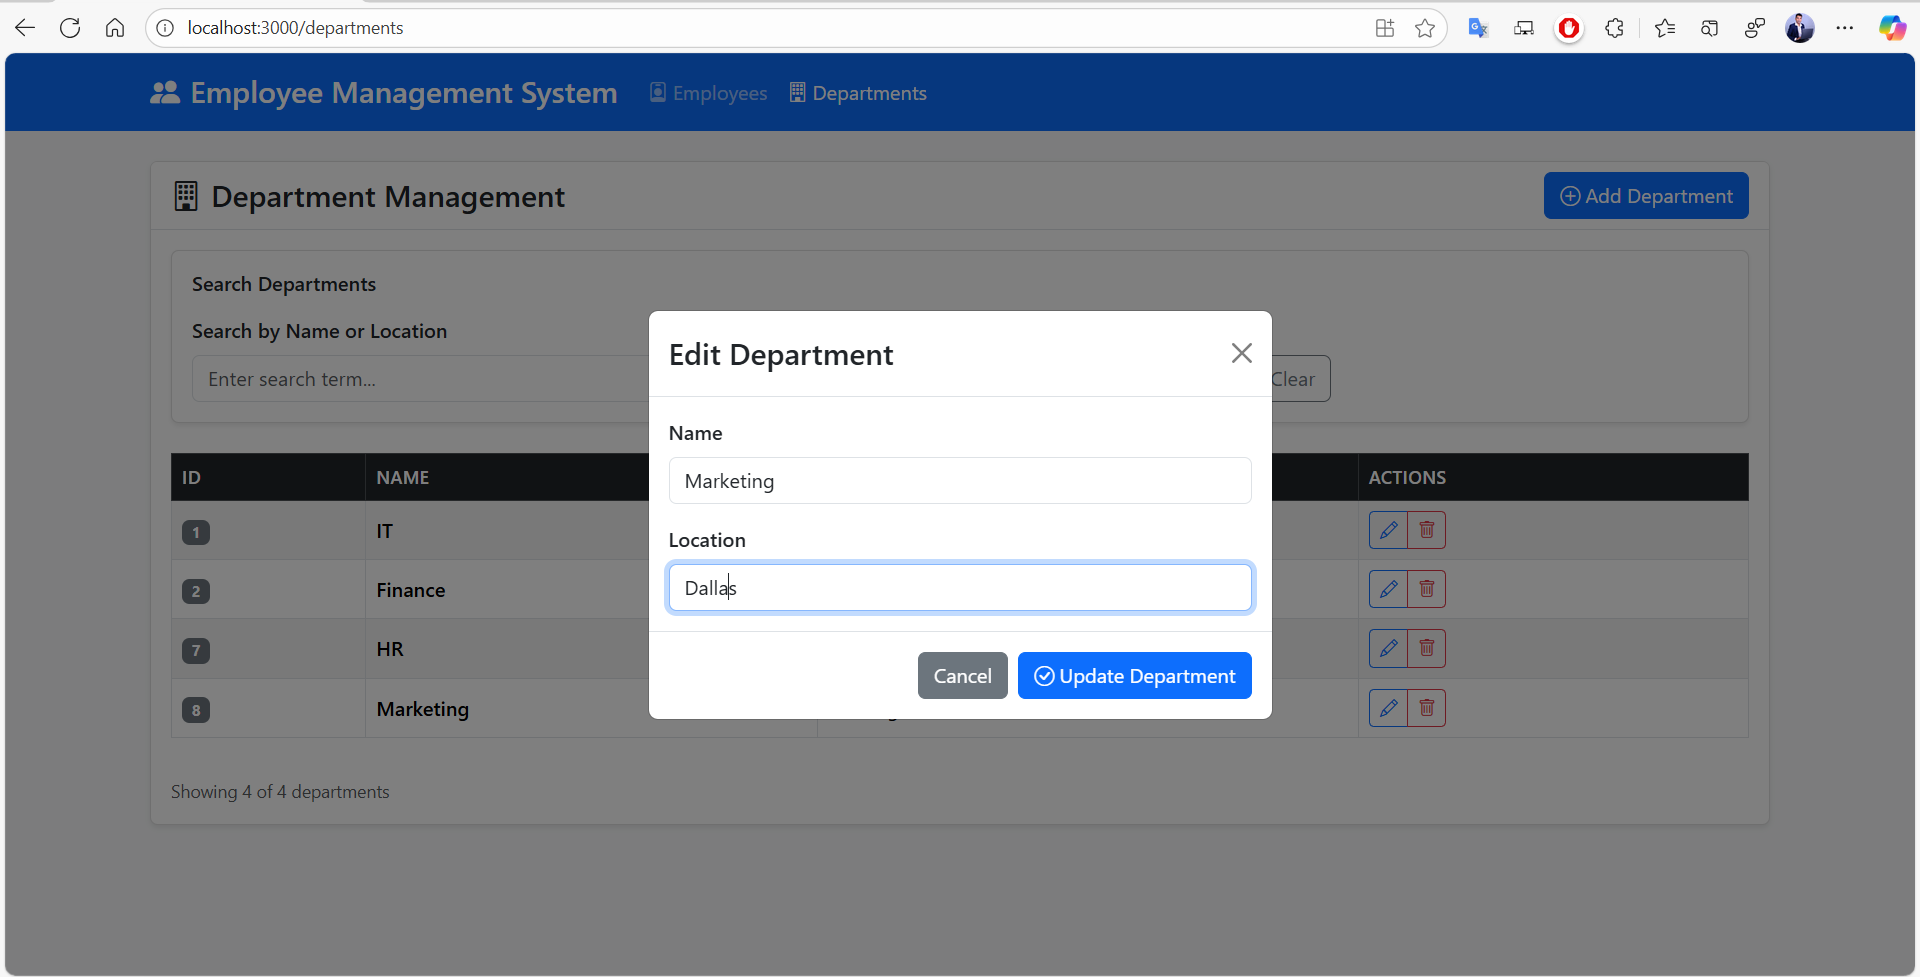 localhost:3000/departments
Employee Management System Employees Departments
Department Management
Add Department
Search Departments
Search by Name or Location
Enter search term...
Clear
Edit Department
Name
Marketing
Location
Dallas
Cancel Update Department
ID NAME ACTIONS
1 IT
2 Finance
7 HR
8 Marketing
Showing 4 of 4 departments